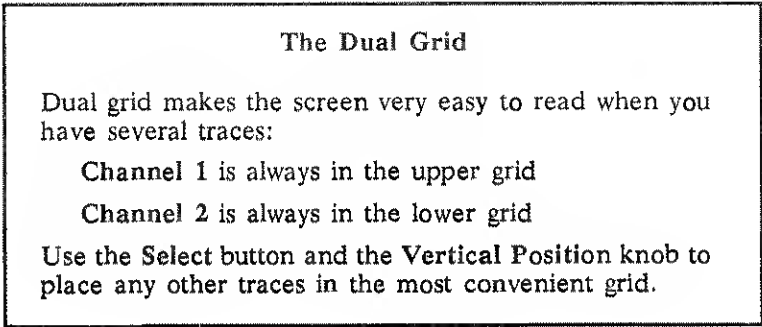 The Dual Grid
Dual grid makes the screen very easy to read when you
have several traces:
Channel 1 is always in the upper grid
Channel 2 is always in the lower grid
Use the Select button and the Vertical Position knob to
place any other traces in the most convenient grid.